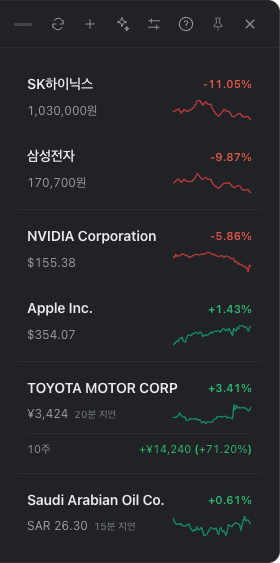 SK하이닉스 -11.05%
1,030,000원
삼성전자 -9.87%
170,700원
NVIDIA Corporation -5.86%
$155.38
Apple Inc. +1.43%
$354.07
TOYOTA MOTOR CORP +3.41%
¥3,424 20분 지연
10주 +¥14,240 (+71.20%)
Saudi Arabian Oil Co. +0.61%
SAR 26.30 15분 지연